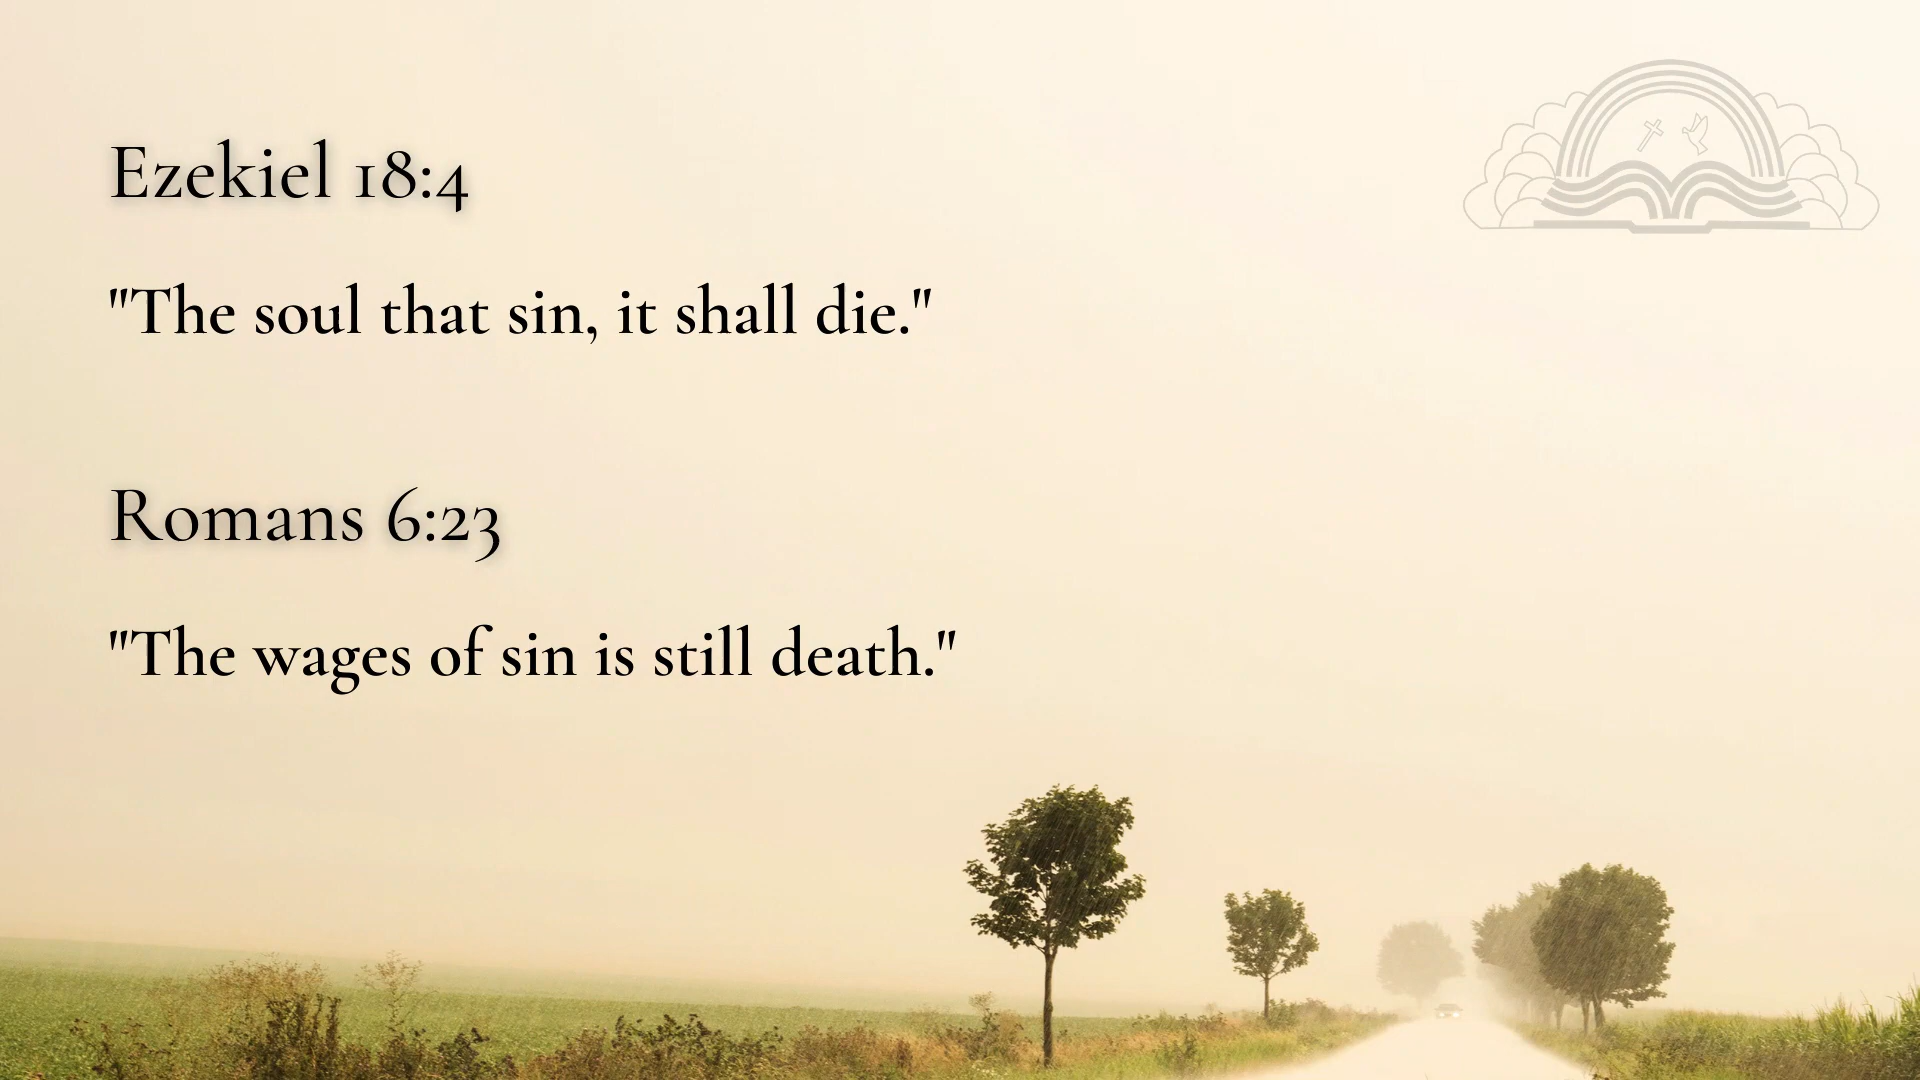 Ezekiel 18:4
"The soul that sin, it shall die."
Romans 6:23
"The wages of sin is still death."